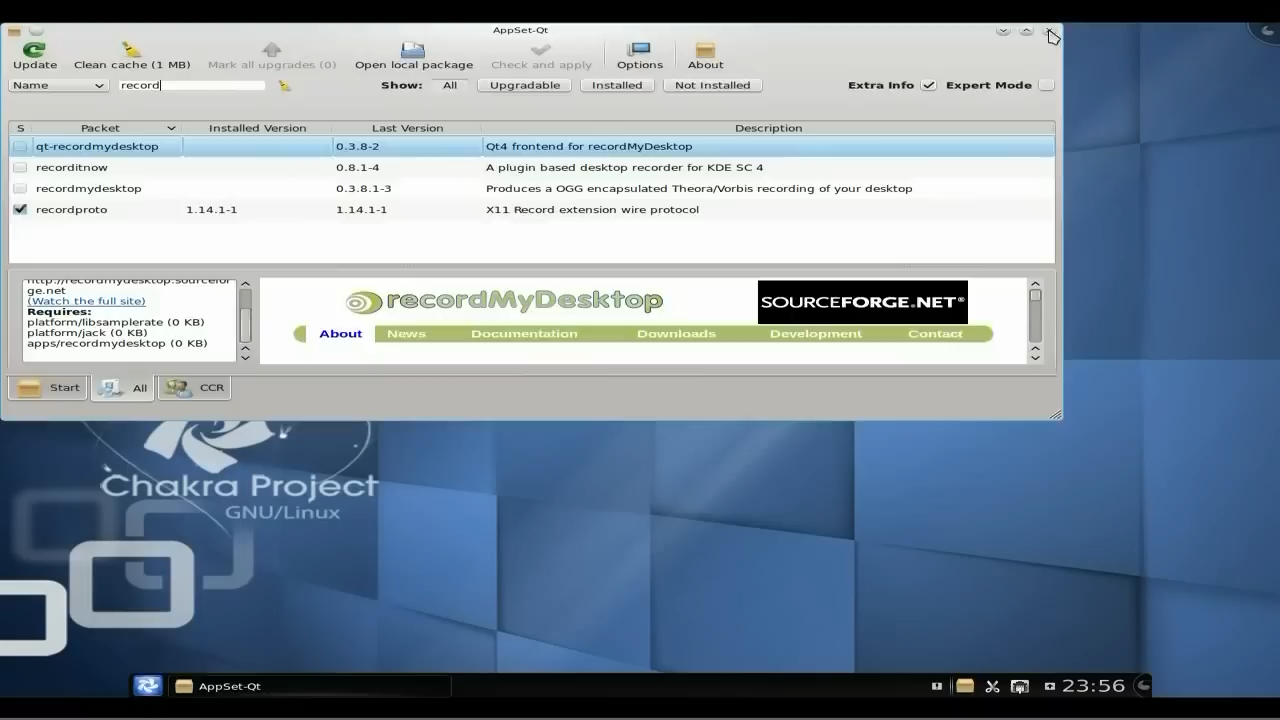 AppSet-Qt
Update Clean cache (1 MB) Mark all upgrades (0) Open local package Check and apply Options About
Name record Show: All Upgradable Installed Not Installed Extra Info Expert Mode
S Packet Installed Version Last Version Description
qt-recordmydesktop 0.3.8-2 Qt4 frontend for recordMyDesktop
recorditnow 0.8.1-4 A plugin based desktop recorder for KDE SC 4
recordmydesktop 0.3.8.1-3 Produces a OGG encapsulated Theora/Vorbis recording of your desktop
recordproto 1.14.1-1 1.14.1-1 X11 Record extension wire protocol
http://recordmydesktop.sourcefor
ge.net
(Watch the full site)
Requires:
platform/libsamplerate (0 KB)
platform/jack (0 KB)
apps/recordmydesktop (0 KB)
recordMyDesktop SOURCEFORGE.NET®
About News Documentation Downloads Development Contact
Start All CCR
Chakra Project
GNU/Linux
AppSet-Qt 23:56